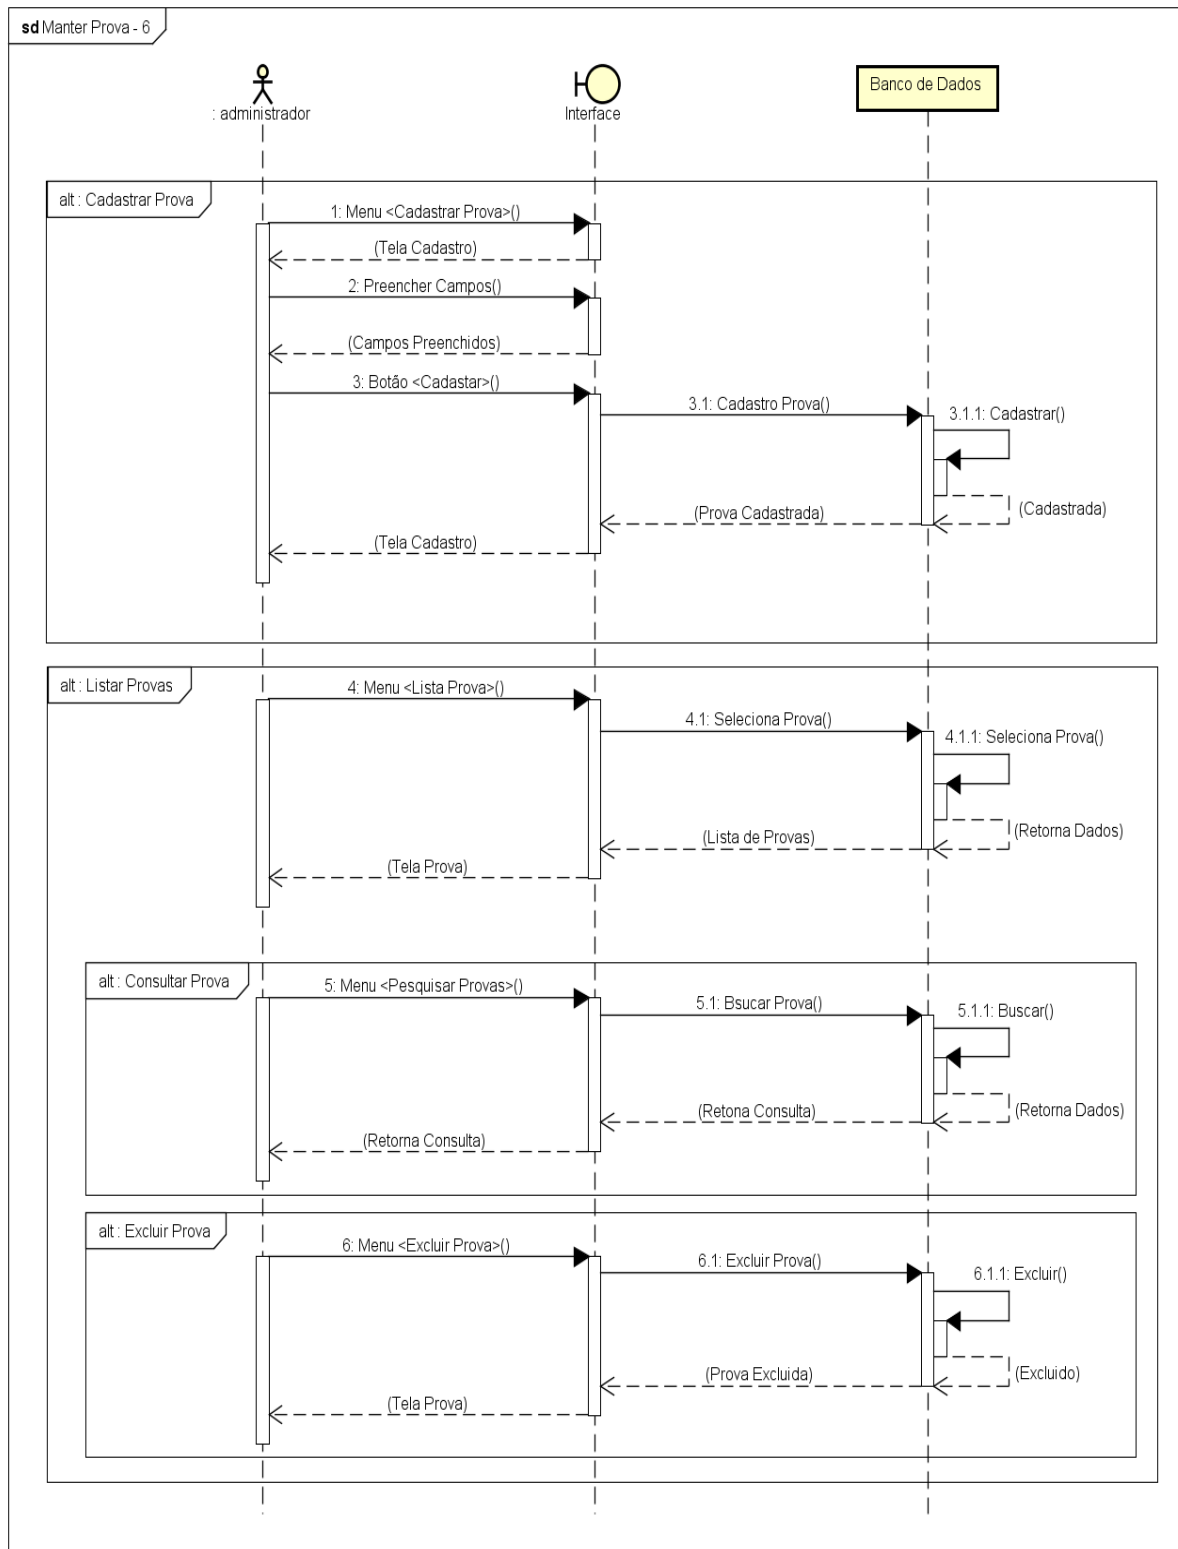 sd Manter Prova - 6
: administrador
Interface
Banco de Dados
alt : Cadastrar Prova
1: Menu <Cadastrar Prova>()
(Tela Cadastro)
2: Preencher Campos()
(Campos Preenchidos)
3: Botão <Cadastar>()
3.1: Cadastro Prova()
3.1.1: Cadastrar()
(Cadastrada)
(Prova Cadastrada)
(Tela Cadastro)
alt : Listar Provas
4: Menu <Lista Prova>()
4.1: Seleciona Prova()
4.1.1: Seleciona Prova()
(Retorna Dados)
(Lista de Provas)
(Tela Prova)
alt : Consultar Prova
5: Menu <Pesquisar Provas>()
5.1: Bsucar Prova()
5.1.1: Buscar()
(Retorna Dados)
(Retona Consulta)
(Retorna Consulta)
alt : Excluir Prova
6: Menu <Excluir Prova>()
6.1: Excluir Prova()
6.1.1: Excluir()
(Excluido)
(Prova Excluida)
(Tela Prova)